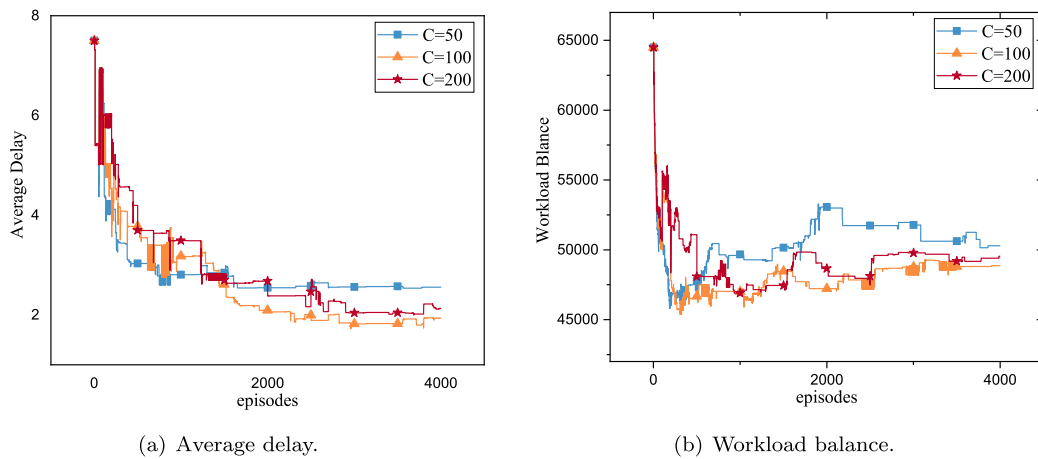 8
6
4
2
Average Delay
C=50
C=100
C=200
0
2000
4000
episodes
(a) Average delay.
65000
60000
55000
50000
45000
Workload Blance
C=50
C=100
C=200
0
2000
4000
episodes
(b) Workload balance.